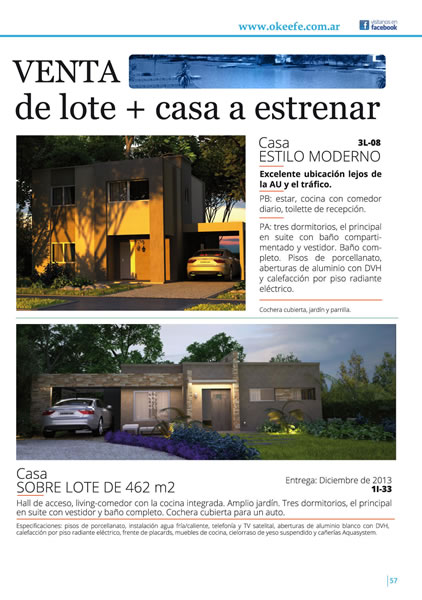 www.okeefe.com.ar
visitanos en
facebook
VENTA
de lote + casa a estrenar
Casa 3L-08
ESTILO MODERNO
Excelente ubicación lejos de
la AU y el tráfico.
PB: estar, cocina con comedor
diario, toilette de recepción.
PA: tres dormitorios, el principal
en suite con baño comparti-
mentado y vestidor. Baño com-
pleto. Pisos de porcellanato,
aberturas de aluminio con DVH
y calefacción por piso radiante
eléctrico.
Cochera cubierta, jardín y parrilla.
Casa
SOBRE LOTE DE 462 m2
Entrega: Diciembre de 2013
1I-33
Hall de acceso, living-comedor con la cocina integrada. Amplio jardín. Tres dormitorios, el principal
en suite con vestidor y baño completo. Cochera cubierta para un auto.
Especificaciones: pisos de porcellanato, instalación agua fría/caliente, telefonía y TV satelital, aberturas de aluminio blanco con DVH,
calefacción por piso radiante eléctrico, frente de placards, muebles de cocina, cielorraso de yeso suspendido y cañerías Aquasystem.
57